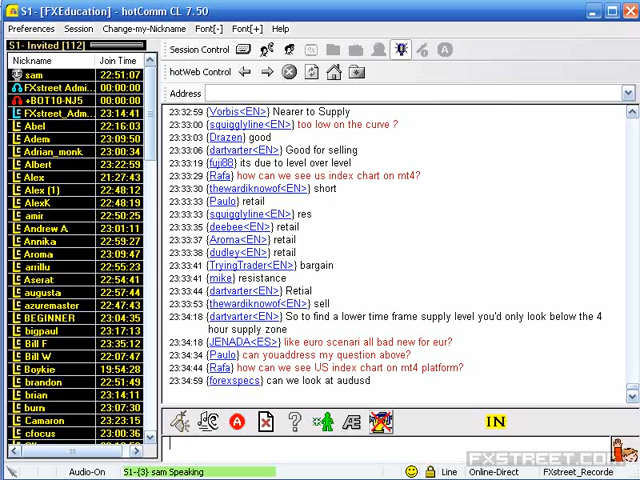 S1- [FXEducation] - hotComm CL 7.50
Preferences Session Change-my-Nickname Font[-] Font[+] Help
S1- Invited [112]
Session Control
hotWeb Control
Address
Nickname Join Time
sam 22:51:07
FXstreet Admi... 00:00:00
+BOT10-NJ5 00:00:00
FXstreet_Adm... 23:14:41
Abel 22:16:03
Adem 23:09:50
Adrian_monk 23:00:34
Albert 23:22:59
Alex 21:27:43
Alex (1) 22:48:12
AlexK 22:48:19
amir 22:50:25
Andrew A 23:01:11
Annika 22:59:27
Aroma 23:09:47
arrillu 22:55:23
Aserat 22:54:41
augusta 22:57:44
azuremaster 22:47:43
BEGINNER 23:04:35
bigpaul 23:17:13
Bill F 23:35:12
Bill W 22:07:47
Boykie 19:54:28
brandon 22:51:49
brian 23:14:11
burn 23:07:30
Camaron 23:23:15
cfocus 23:00:36
23:32:59 {Vorbis<EN>} Nearer to Supply
23:33:00 {squigglyline<EN>} too low on the curve ?
23:33:03 {Drazen} good
23:33:06 {dartvarter<EN>} Good for selling
23:33:19 {fuji88} its due to level over level
23:33:29 {Rafa} how can we see us index chart on mt4?
23:33:30 {thewardiknowof<EN>} short
23:33:33 {Paulo} retail
23:33:33 {squigglyline<EN>} res
23:33:35 {deebee<EN>} retail
23:33:37 {Aroma<EN>} retail
23:33:40 {dudley<EN>} retail
23:33:41 {TryingTrader<EN>} bargain
23:33:41 {mike} resistance
23:33:44 {dartvarter<EN>} Retial
23:33:53 {thewardiknowof<EN>} sell
23:34:18 {dartvarter<EN>} So to find a lower time frame supply level you'd only look below the 4
hour supply zone
23:34:18 {JENADA<ES>} like euro scenari all bad new for eur?
23:34:34 {Paulo} can youaddress my question above?
23:34:46 {Rafa} how can we see US index chart on mt4 platform?
23:34:59 {forexspecs} can we look at audusd
IN
FXSTREET.COM
Audio-On S1-{3} sam Speaking Line Online-Direct FXstreet_Recorde